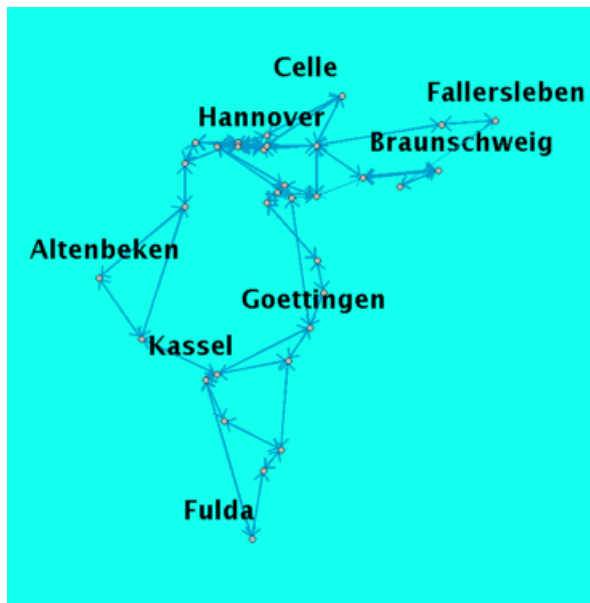 Celle
Fallersleben
Hannover
Braunschweig
Altenbeken
Goettingen
Kassel
Fulda